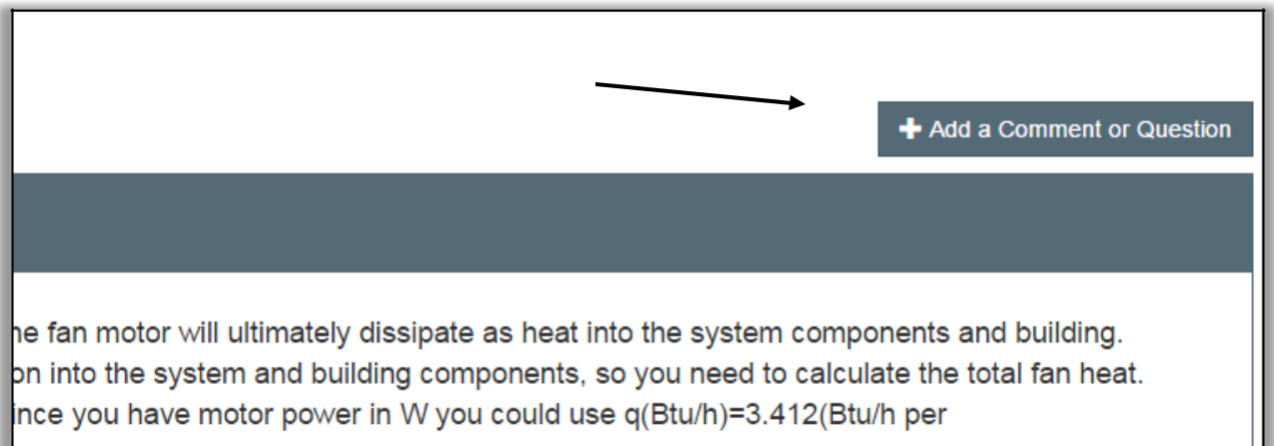 Add a Comment or Question
he fan motor will ultimately dissipate as heat into the system components and building.
on into the system and building components, so you need to calculate the total fan heat.
ince you have motor power in W you could use q(Btu/h)=3.412(Btu/h per